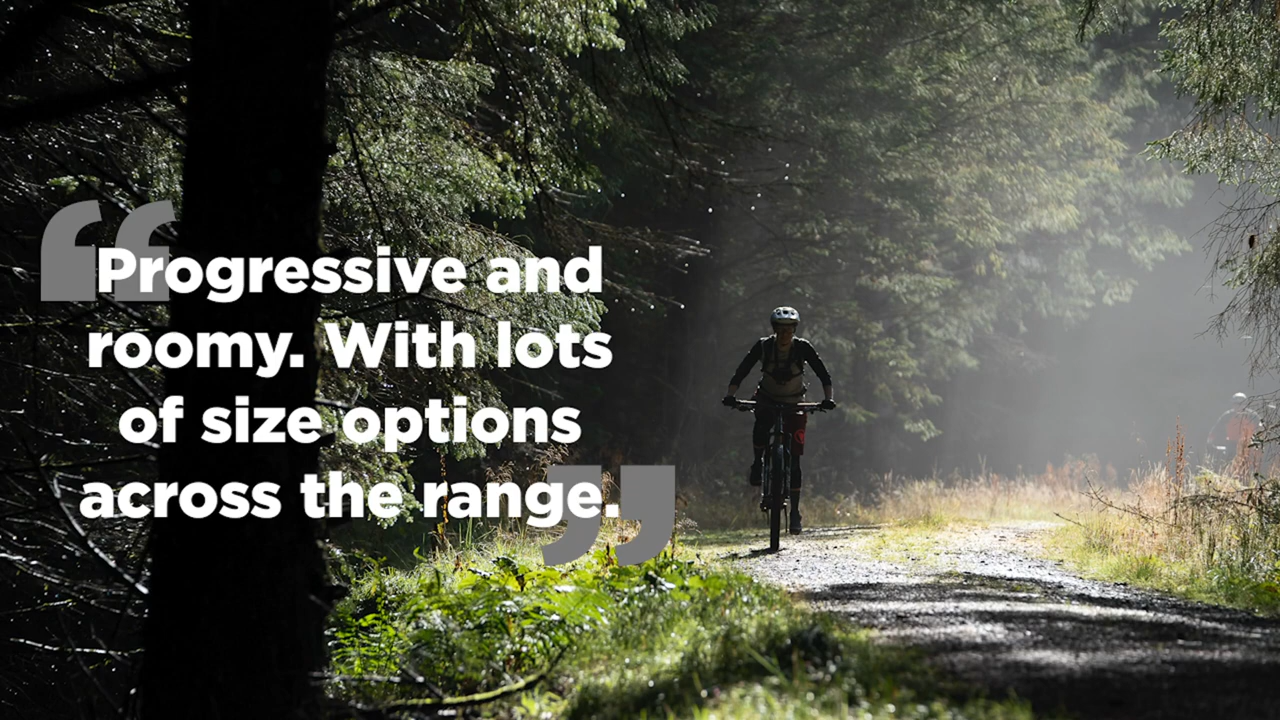 “Progressive and
roomy. With lots
of size options
across the range.”